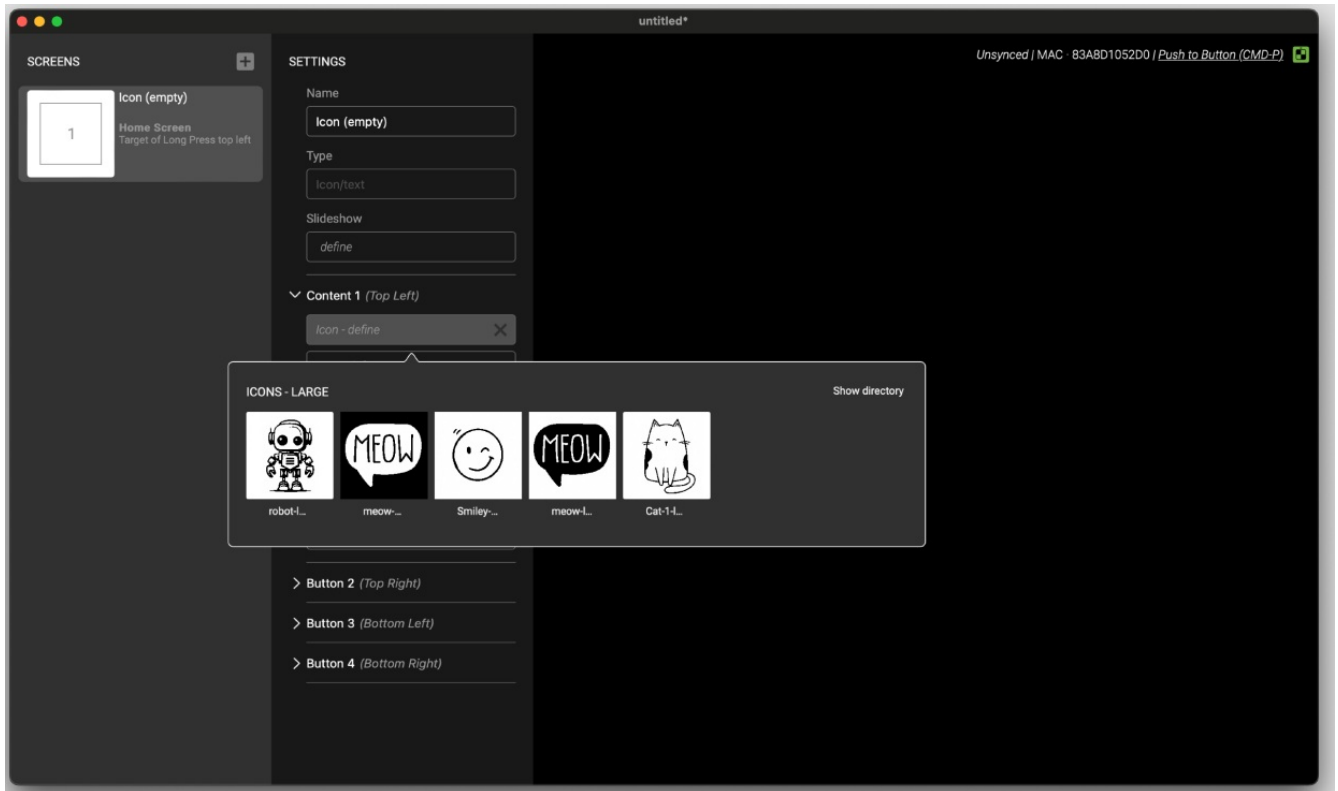 untitled*
SCREENS
Icon (empty)
1
Home Screen
Target of Long Press top left
SETTINGS
Name
Icon (empty)
Type
Icon/text
Slideshow
define
Content 1 (Top Left)
Icon - define
Unsynced | MAC - 83A8D1052D0 | Push to Button (CMD-P)
ICONS - LARGE
Show directory
MEOW
MEOW
robot-l...
meow-...
Smiley-...
meow-l...
Cat-1-l...
Button 2 (Top Right)
Button 3 (Bottom Left)
Button 4 (Bottom Right)